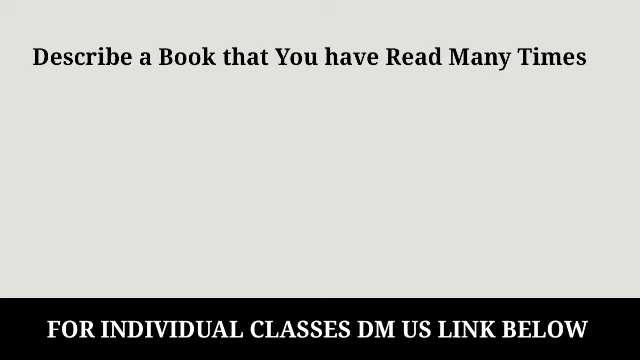 Describe a Book that You have Read Many Times
FOR INDIVIDUAL CLASSES DM US LINK BELOW